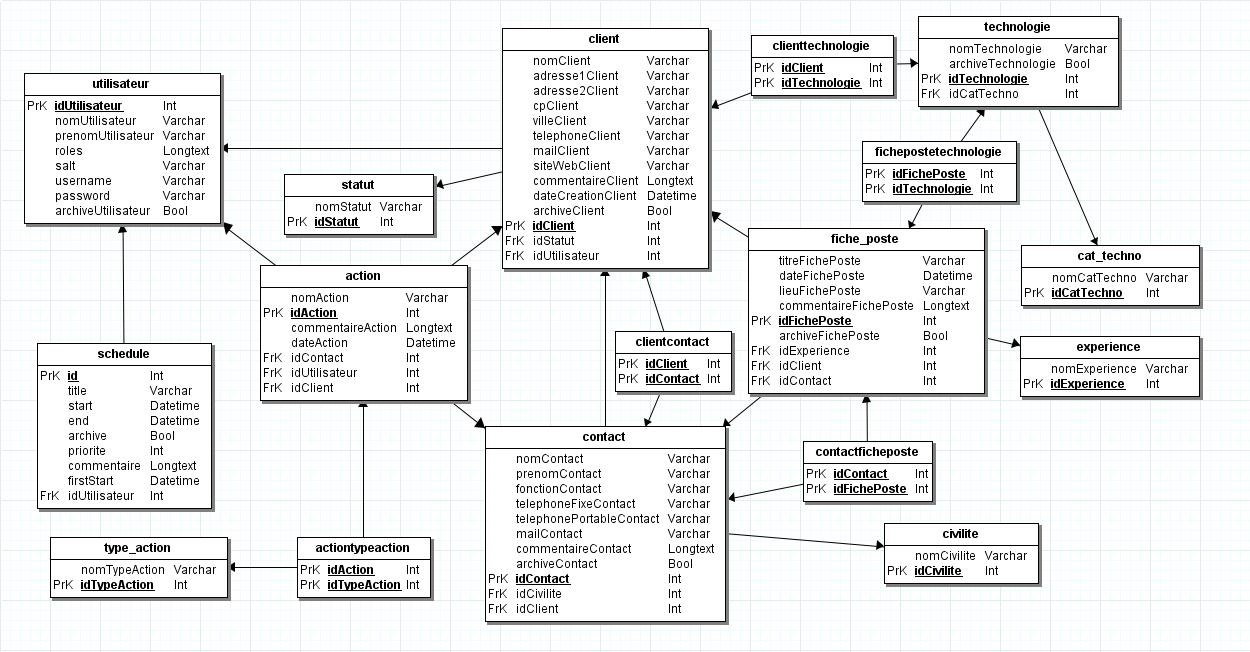 utilisateur
PrK idUtilisateur Int
nomUtilisateur Varchar
prenomUtilisateur Varchar
roles Longtext
salt Varchar
username Varchar
password Varchar
archiveUtilisateur Bool
client
nomClient Varchar
adresse1Client Varchar
adresse2Client Varchar
cpClient Varchar
villeClient Varchar
telephoneClient Varchar
mailClient Varchar
siteWebClient Varchar
commentaireClient Longtext
dateCreationClient Datetime
archiveClient Bool
PrK idClient Int
FrK idStatut Int
FrK idUtilisateur Int
clienttechnologie
PrK idClient Int
PrK idTechnologie Int
technologie
nomTechnologie Varchar
archiveTechnologie Bool
PrK idTechnologie Int
FrK idCatTechno Int
statut
nomStatut Varchar
PrK idStatut Int
fichepostetechnologie
PrK idFichePoste Int
PrK idTechnologie Int
action
nomAction Varchar
PrK idAction Int
commentaireAction Longtext
dateAction Datetime
FrK idContact Int
FrK idUtilisateur Int
FrK idClient Int
fiche_poste
titreFichePoste Varchar
dateFichePoste Datetime
lieuFichePoste Varchar
commentaireFichePoste Longtext
PrK idFichePoste Int
archiveFichePoste Bool
FrK idExperience Int
FrK idClient Int
FrK idContact Int
cat_techno
nomCatTechno Varchar
PrK idCatTechno Int
schedule
PrK id Int
title Varchar
start Datetime
end Datetime
archive Bool
priorite Int
commentaire Longtext
firstStart Datetime
FrK idUtilisateur Int
clientcontact
PrK idClient Int
PrK idContact Int
experience
nomExperience Varchar
PrK idExperience Int
contact
nomContact Varchar
prenomContact Varchar
fonctionContact Varchar
telephoneFixeContact Varchar
telephonePortableContact Varchar
mailContact Varchar
commentaireContact Longtext
archiveContact Bool
PrK idContact Int
FrK idCivilite Int
FrK idClient Int
contactficheposte
PrK idContact Int
PrK idFichePoste Int
type_action
nomTypeAction Varchar
PrK idTypeAction Int
actiontypeaction
PrK idAction Int
PrK idTypeAction Int
civilite
nomCivilite Varchar
PrK idCivilite Int